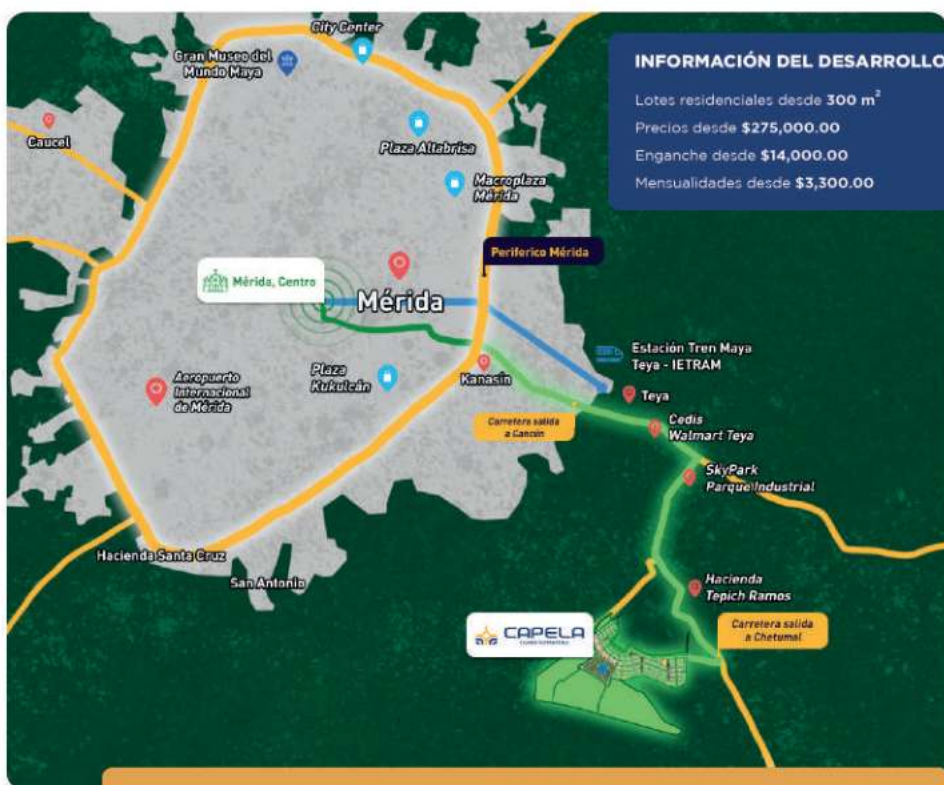 City Center
Gran Museo del
Mundo Maya
INFORMACIÓN DEL DESARROLLO
Lotes residenciales desde 300 m²
Precios desde $275,000.00
Enganche desde $14,000.00
Mensualidades desde $3,300.00
Caucel
Plaza Altabrisa
Macroplaza
Mérida
Periferico Mérida
Mérida, Centro
Mérida
Estación Tren Maya
Teya - IETRAM
Aeropuerto
Internacional
de Mérida
Plaza
Kukulcán
Kanasín
Teya
Carretera salida
a Cancún
Cedis
Walmart Teya
SkyPark
Parque Industrial
Hacienda Santa Cruz
San Antonio
Hacienda
Tepich Ramos
CAPELA
Carretera salida
a Chetumal